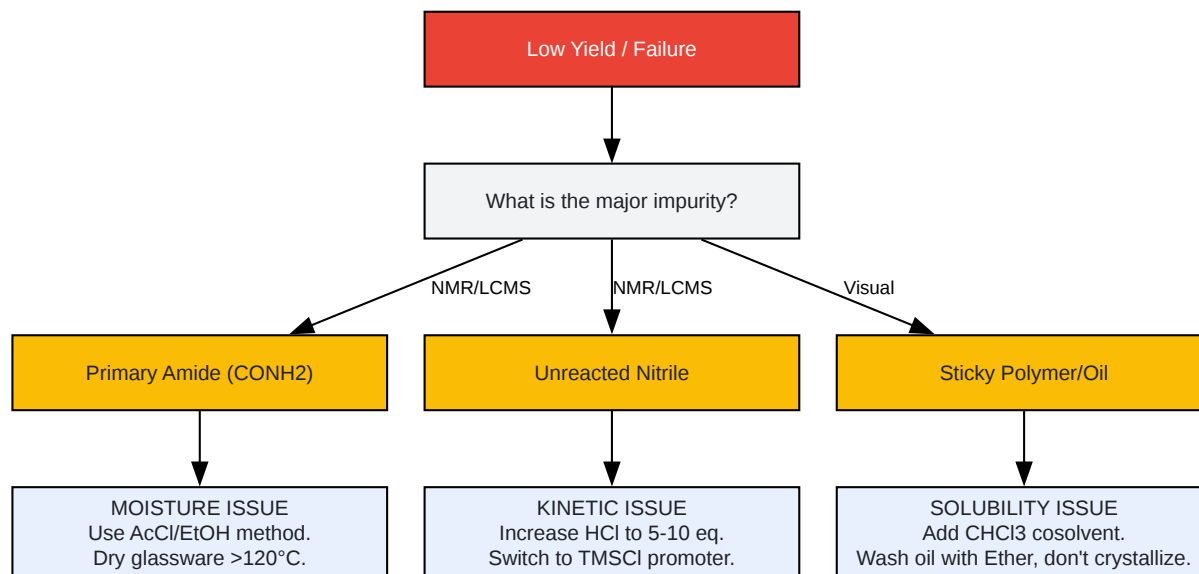 Low Yield / Failure
What is the major impurity?
NMR/LCMS
NMR/LCMS
Visual
Primary Amide (CONH2)
Unreacted Nitrile
Sticky Polymer/Oil
MOISTURE ISSUE
Use AcCl/EtOH method.
Dry glassware >120°C.
KINETIC ISSUE
Increase HCl to 5-10 eq.
Switch to TMSCl promoter.
SOLUBILITY ISSUE
Add CHCl3 cosolvent.
Wash oil with Ether, don't crystallize.